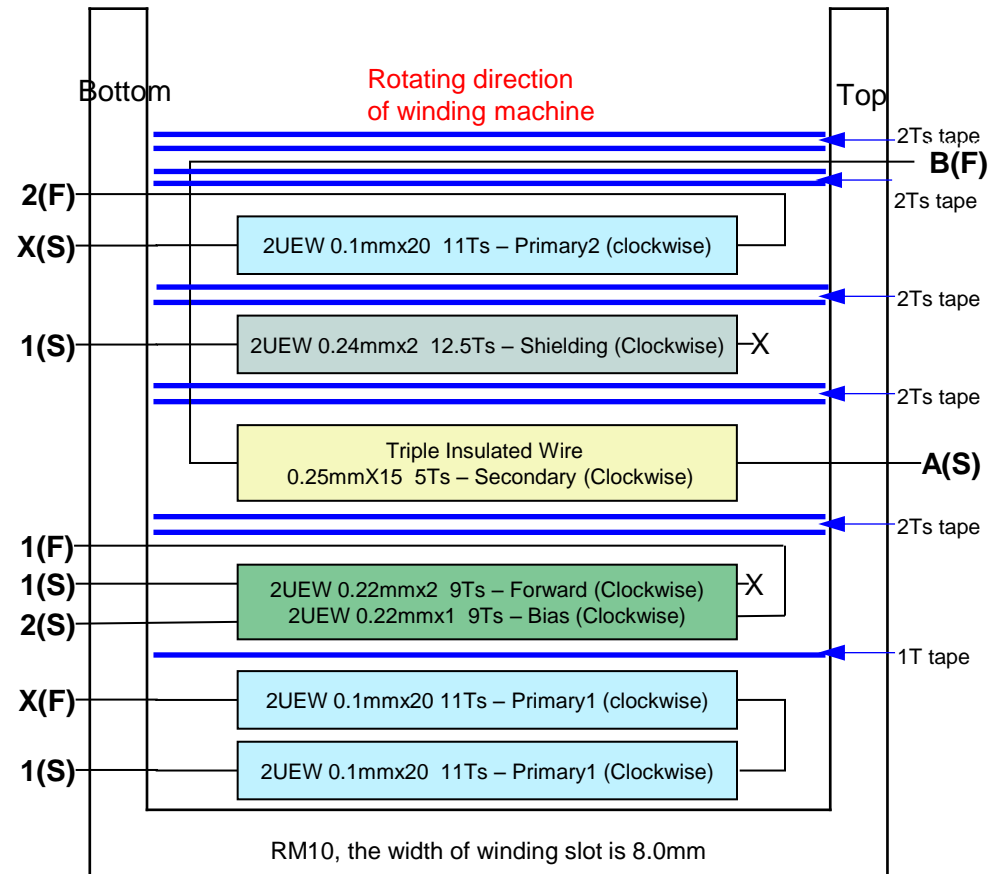 Bottom
Rotating direction
of winding machine
Top
2Ts tape
B(F)
2(F)
2Ts tape
X(S)
2UEW 0.1mmx20 11Ts – Primary2 (clockwise)
2Ts tape
1(S)
2UEW 0.24mmx2 12.5Ts – Shielding (Clockwise)
X
2Ts tape
Triple Insulated Wire
0.25mmX15 5Ts – Secondary (Clockwise)
A(S)
2Ts tape
1(F)
1(S)
2UEW 0.22mmx2 9Ts – Forward (Clockwise)
X
2(S)
2UEW 0.22mmx1 9Ts – Bias (Clockwise)
1T tape
X(F)
2UEW 0.1mmx20 11Ts – Primary1 (clockwise)
1(S)
2UEW 0.1mmx20 11Ts – Primary1 (Clockwise)
RM10, the width of winding slot is 8.0mm